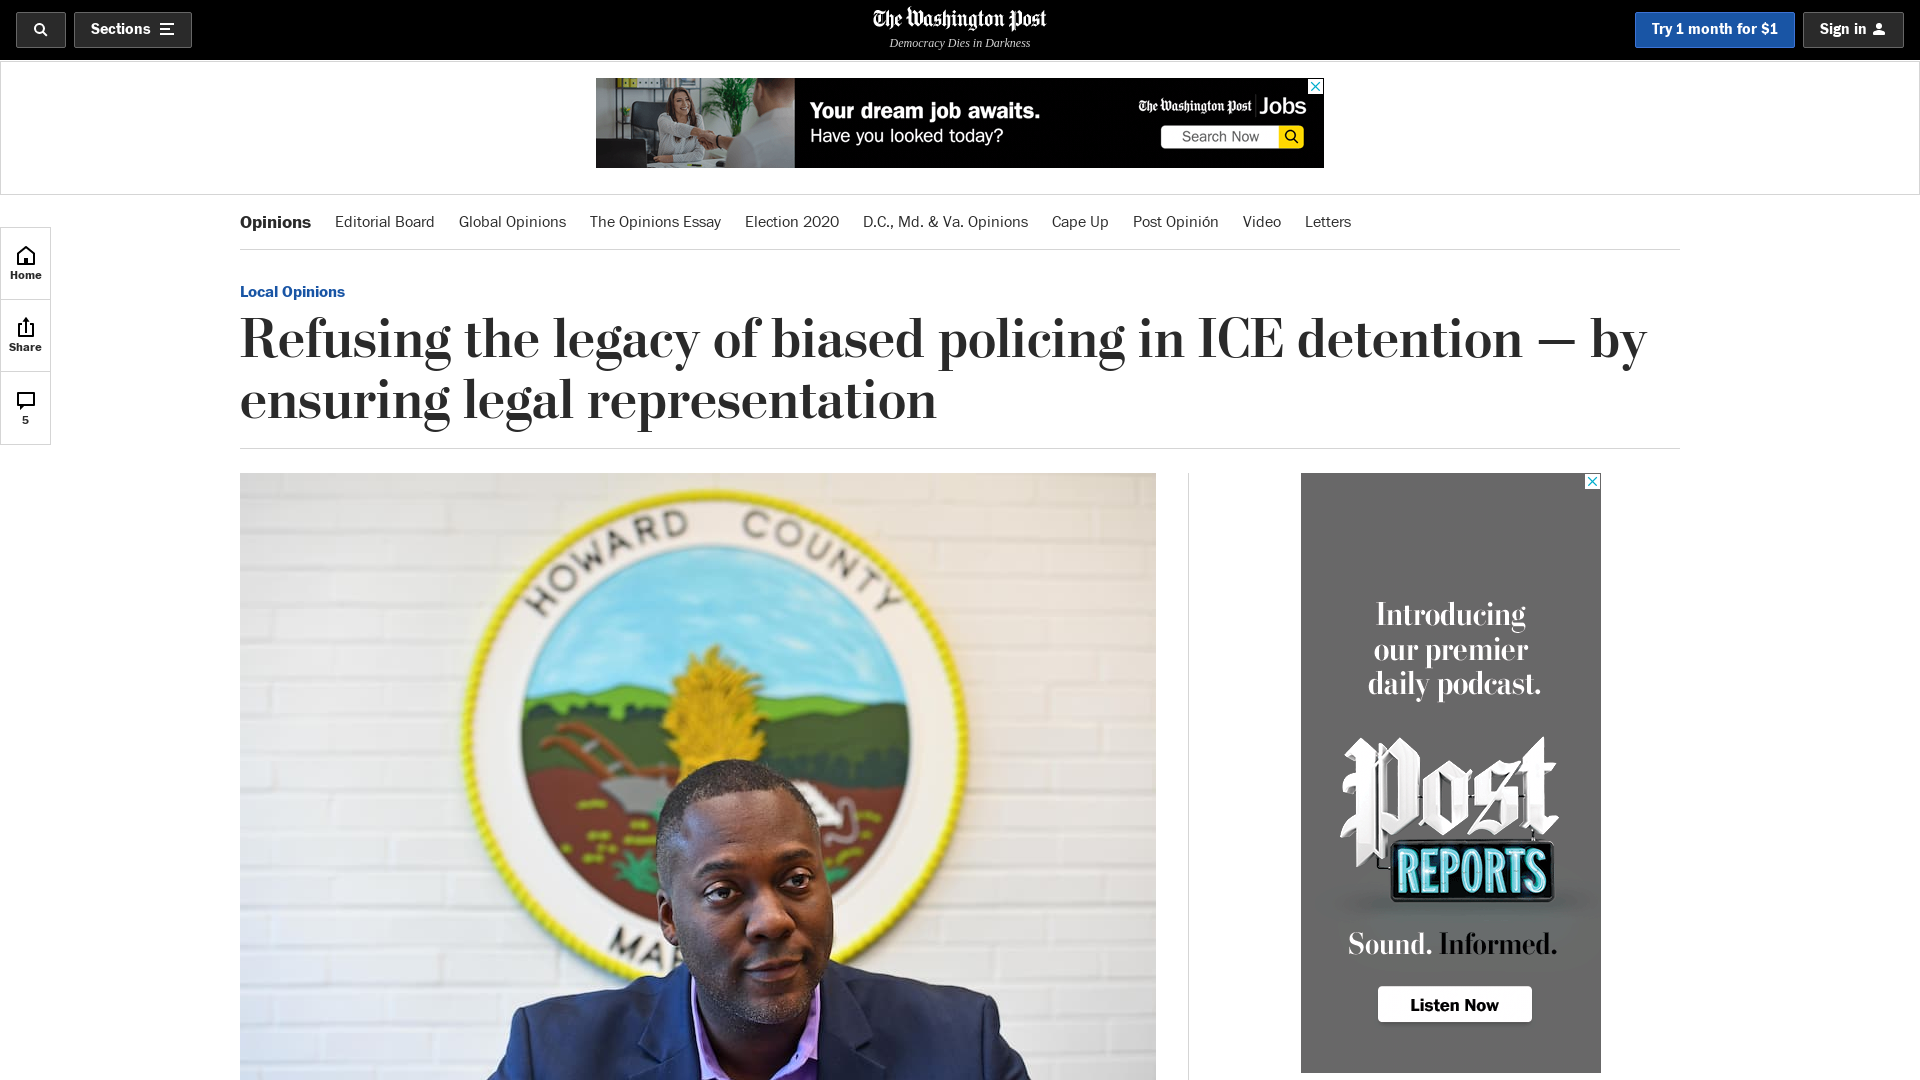 Sections
The Washington Post
Democracy Dies in Darkness
Try 1 month for $1
Sign in
Your dream job awaits.
Have you looked today?
The Washington Post Jobs
Search Now
Opinions Editorial Board Global Opinions The Opinions Essay Election 2020 D.C., Md. & Va. Opinions Cape Up Post Opinión Video Letters
Home
Share
5
Local Opinions
Refusing the legacy of biased policing in ICE detention — by
ensuring legal representation
HOWARD COUNTY
MA
Introducing
our premier
daily podcast.
Post
REPORTS
Sound. Informed.
Listen Now